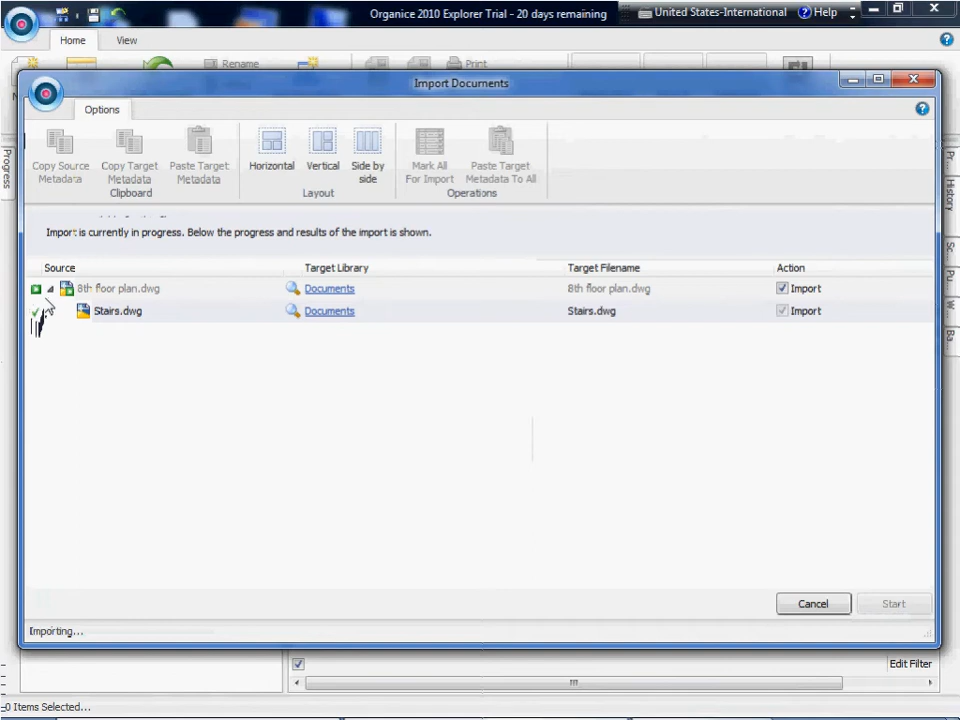 Organice 2010 Explorer Trial - 20 days remaining
United States-International
Help
Home
View
Rename
Print
Import Documents
Options
Copy Source Metadata
Copy Target Metadata
Paste Target Metadata
Clipboard
Horizontal
Vertical
Side by side
Layout
Mark All For Import
Paste Target Metadata To All
Operations
Progress
History
Import is currently in progress. Below the progress and results of the import is shown.
Source Target Library Target Filename Action
8th floor plan.dwg Documents 8th floor plan.dwg Import
Stairs.dwg Documents Stairs.dwg Import
Cancel
Start
Importing...
Edit Filter
0 Items Selected...